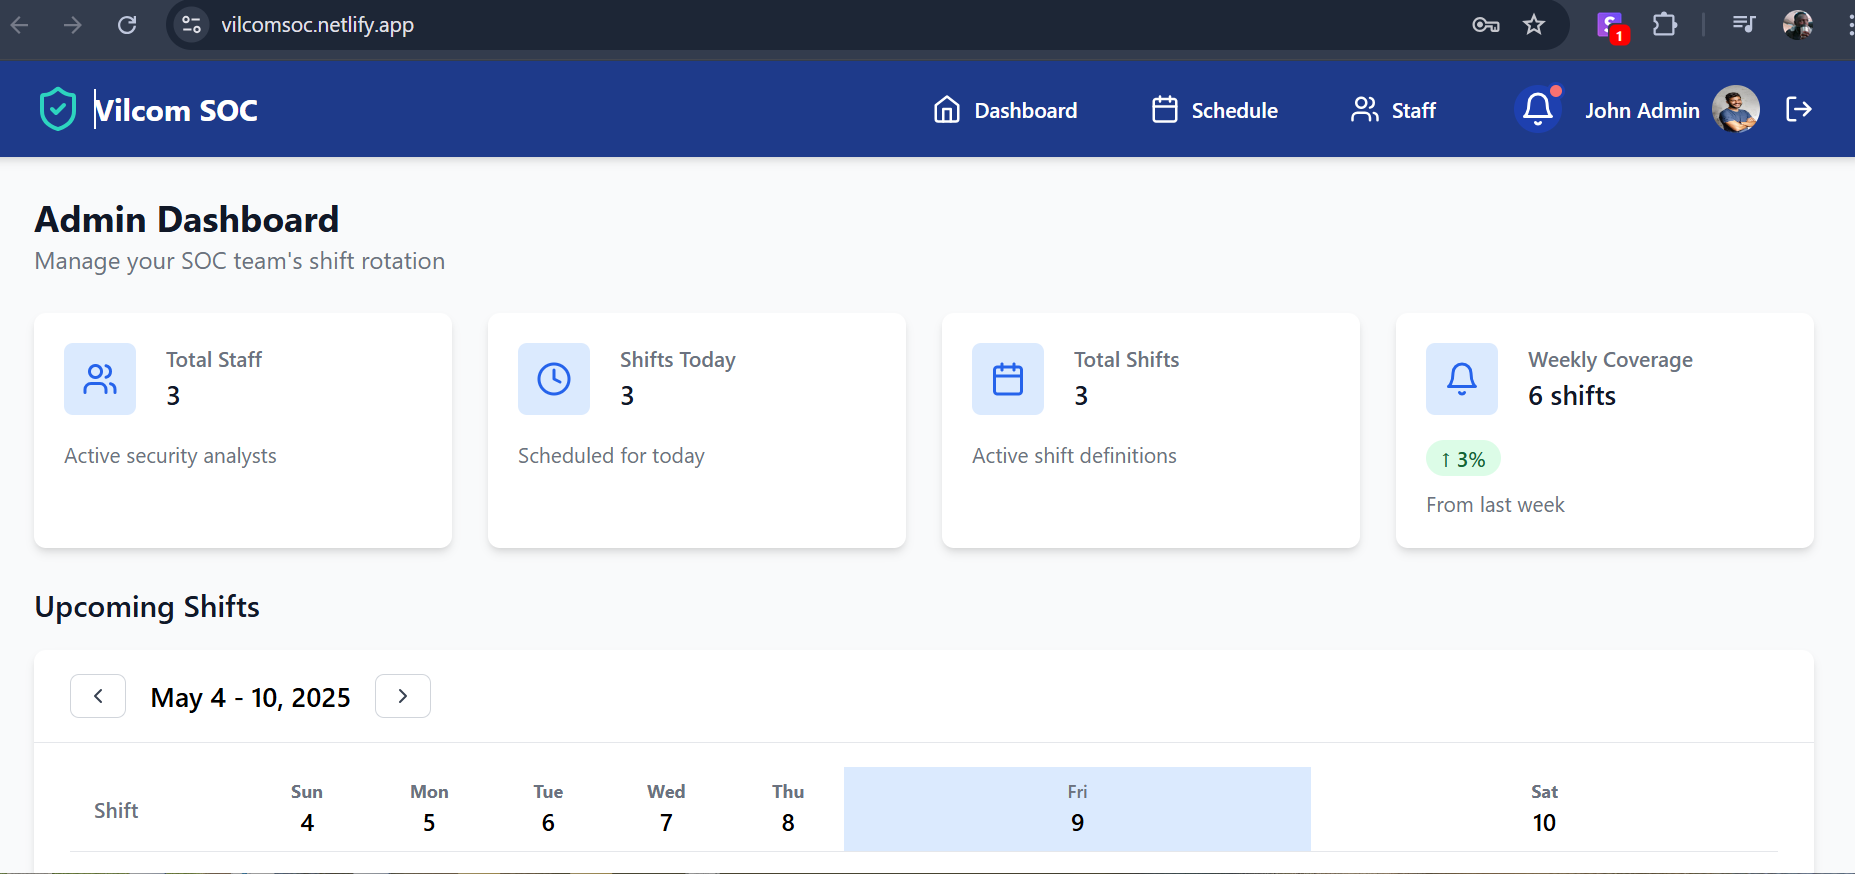 vilcomsoc.netlify.app
S 1
Vilcom SOC
Dashboard
Schedule
Staff
John Admin
Admin Dashboard
Manage your SOC team's shift rotation
Total Staff
3
Active security analysts
Shifts Today
3
Scheduled for today
Total Shifts
3
Active shift definitions
Weekly Coverage
6 shifts
↑ 3%
From last week
Upcoming Shifts
May 4 - 10, 2025
Shift
Sun
4
Mon
5
Tue
6
Wed
7
Thu
8
Fri
9
Sat
10